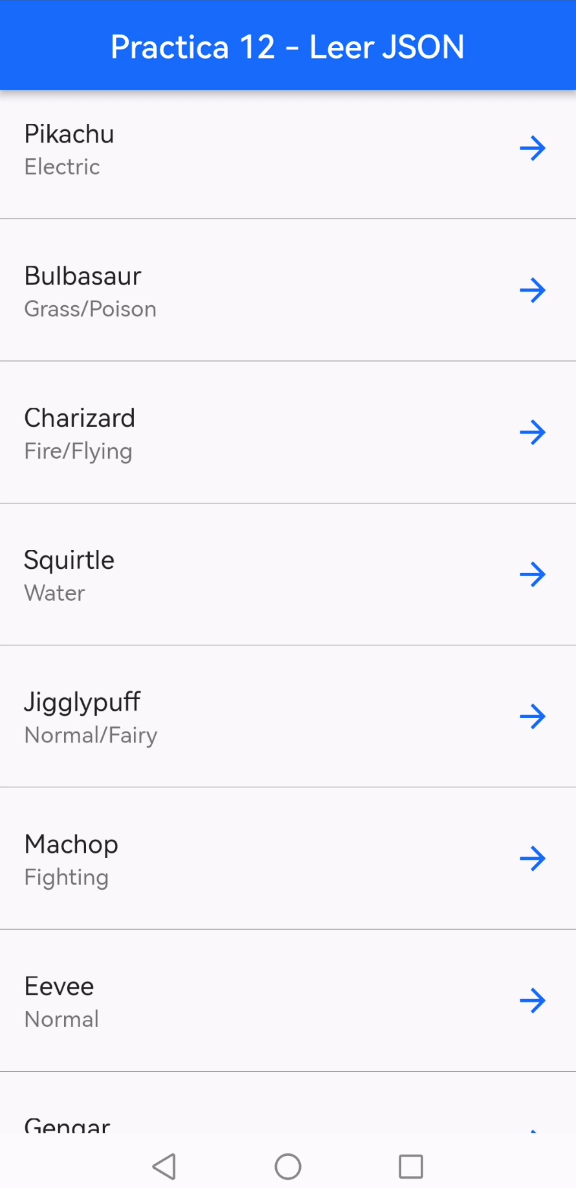 Practica 12 - Leer JSON
Pikachu
Electric
Bulbasaur
Grass/Poison
Charizard
Fire/Flying
Squirtle
Water
Jigglypuff
Normal/Fairy
Machop
Fighting
Eevee
Normal
Gengar